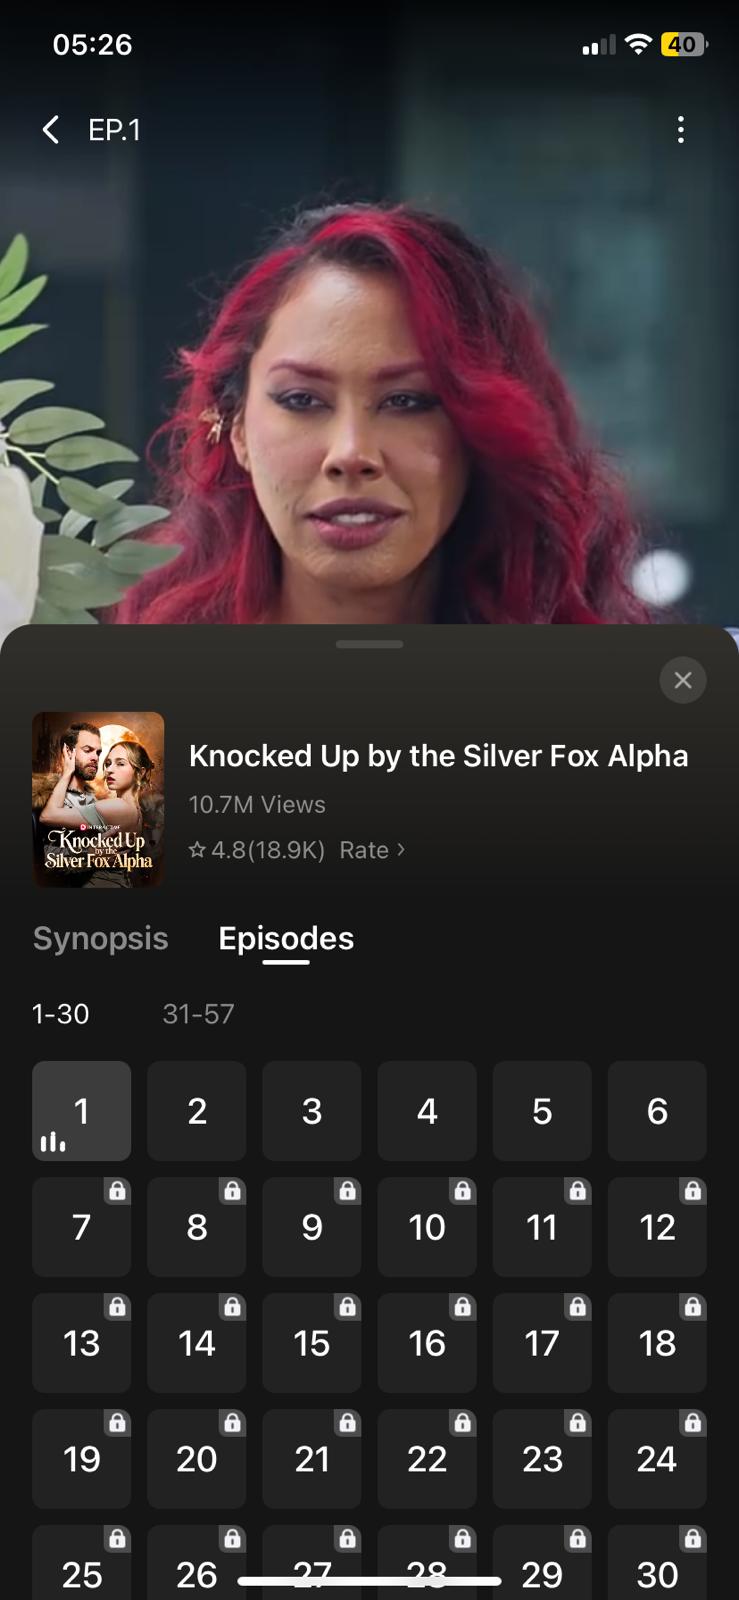 05:26
40
EP.1
Knocked Up by the Silver Fox Alpha
10.7M Views
4.8(18.9K) Rate >
Knocked Up
by the
Silver Fox Alpha
Synopsis Episodes
1-30 31-57
1 2 3 4 5 6
7 8 9 10 11 12
13 14 15 16 17 18
19 20 21 22 23 24
25 26 27 28 29 30